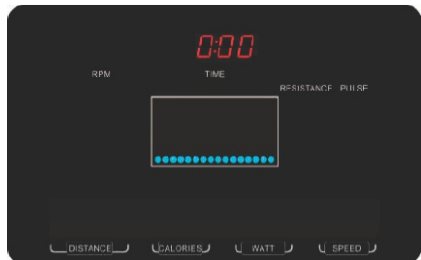 0:00
RPM TIME
RESISTANCE PULSE
DISTANCE CALORIES WATT SPEED